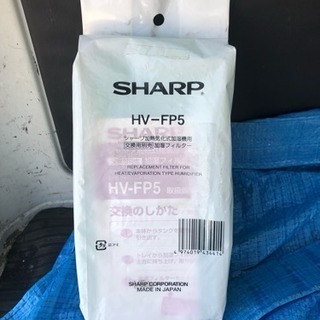 SHARP
HV-FP5
シャープ加熱気化式加湿機用
交換用別売 加湿フィルター
REPLACEMENT FILTER FOR
HEAT/EVAPORATION TYPE HUMIDIFIER
HV-FP5
交換のしかた
4974019434414
SHARP CORPORATION
MADE IN JAPAN